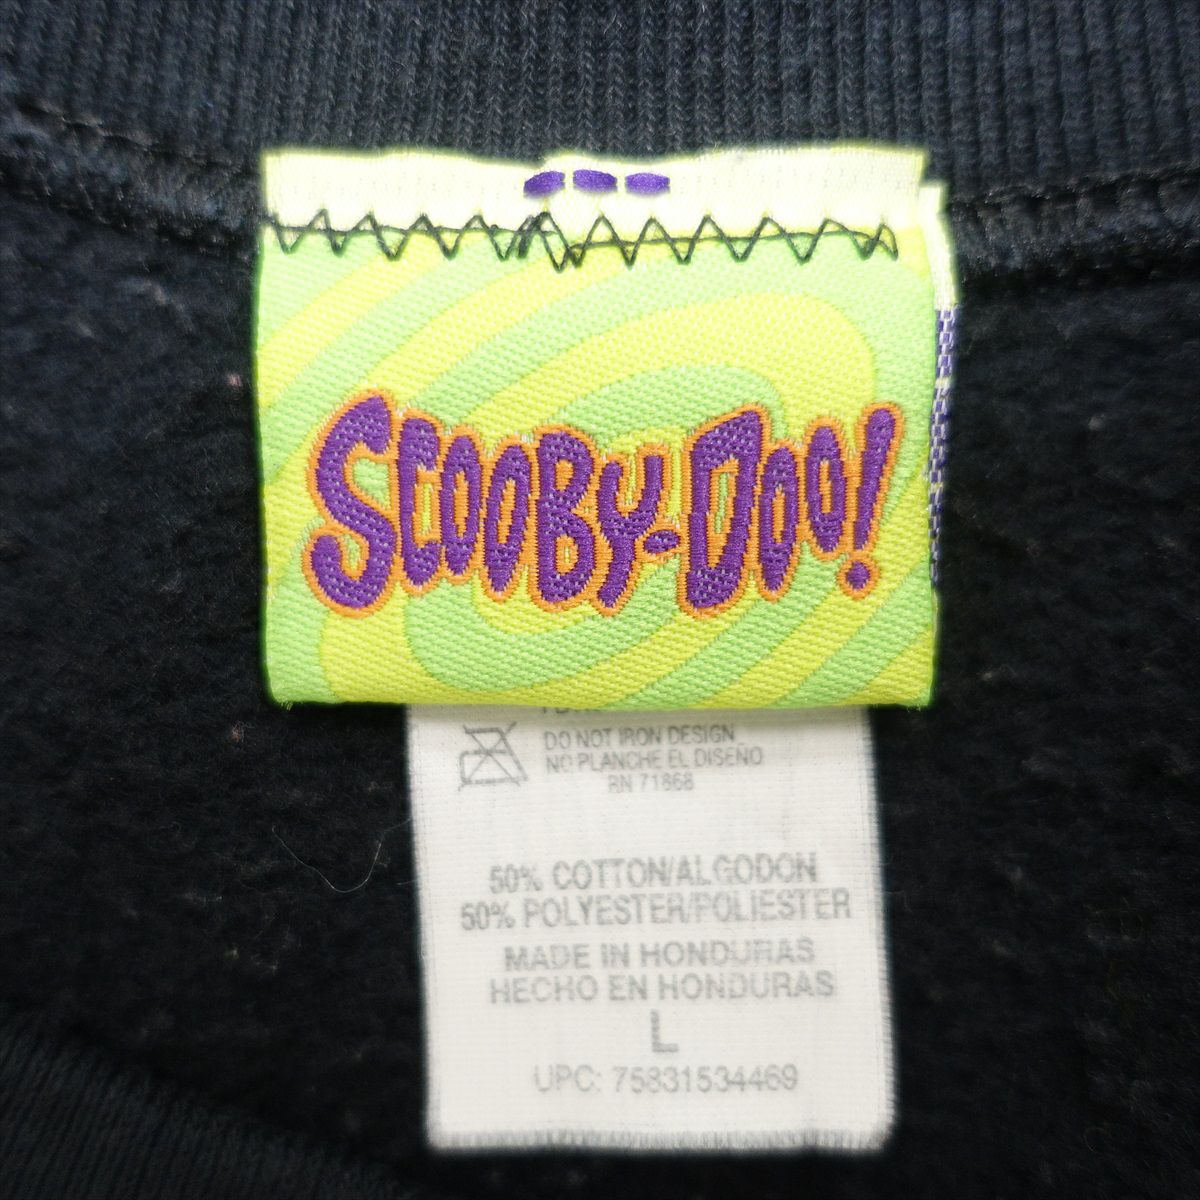 SCOOBY-DOO!
DO NOT IRON DESIGN
NO PLANCHE EL DISEÑO
RN 71868
50% COTTON/ALGODON
50% POLYESTER/POLIESTER
MADE IN HONDURAS
HECHO EN HONDURAS
L
UPC: 75831534469